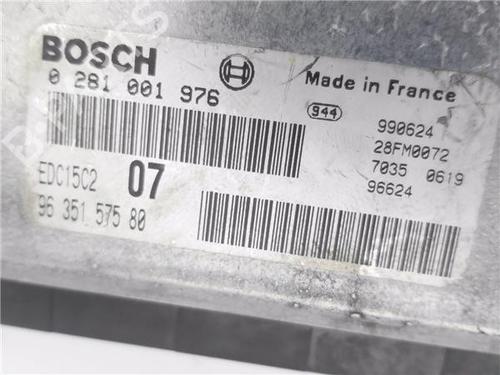 BOSCH
0 281 001 976
Made in France
944
990624
28FM0072
7035 0619
96624
EDC15C2 07
96 351 575 80